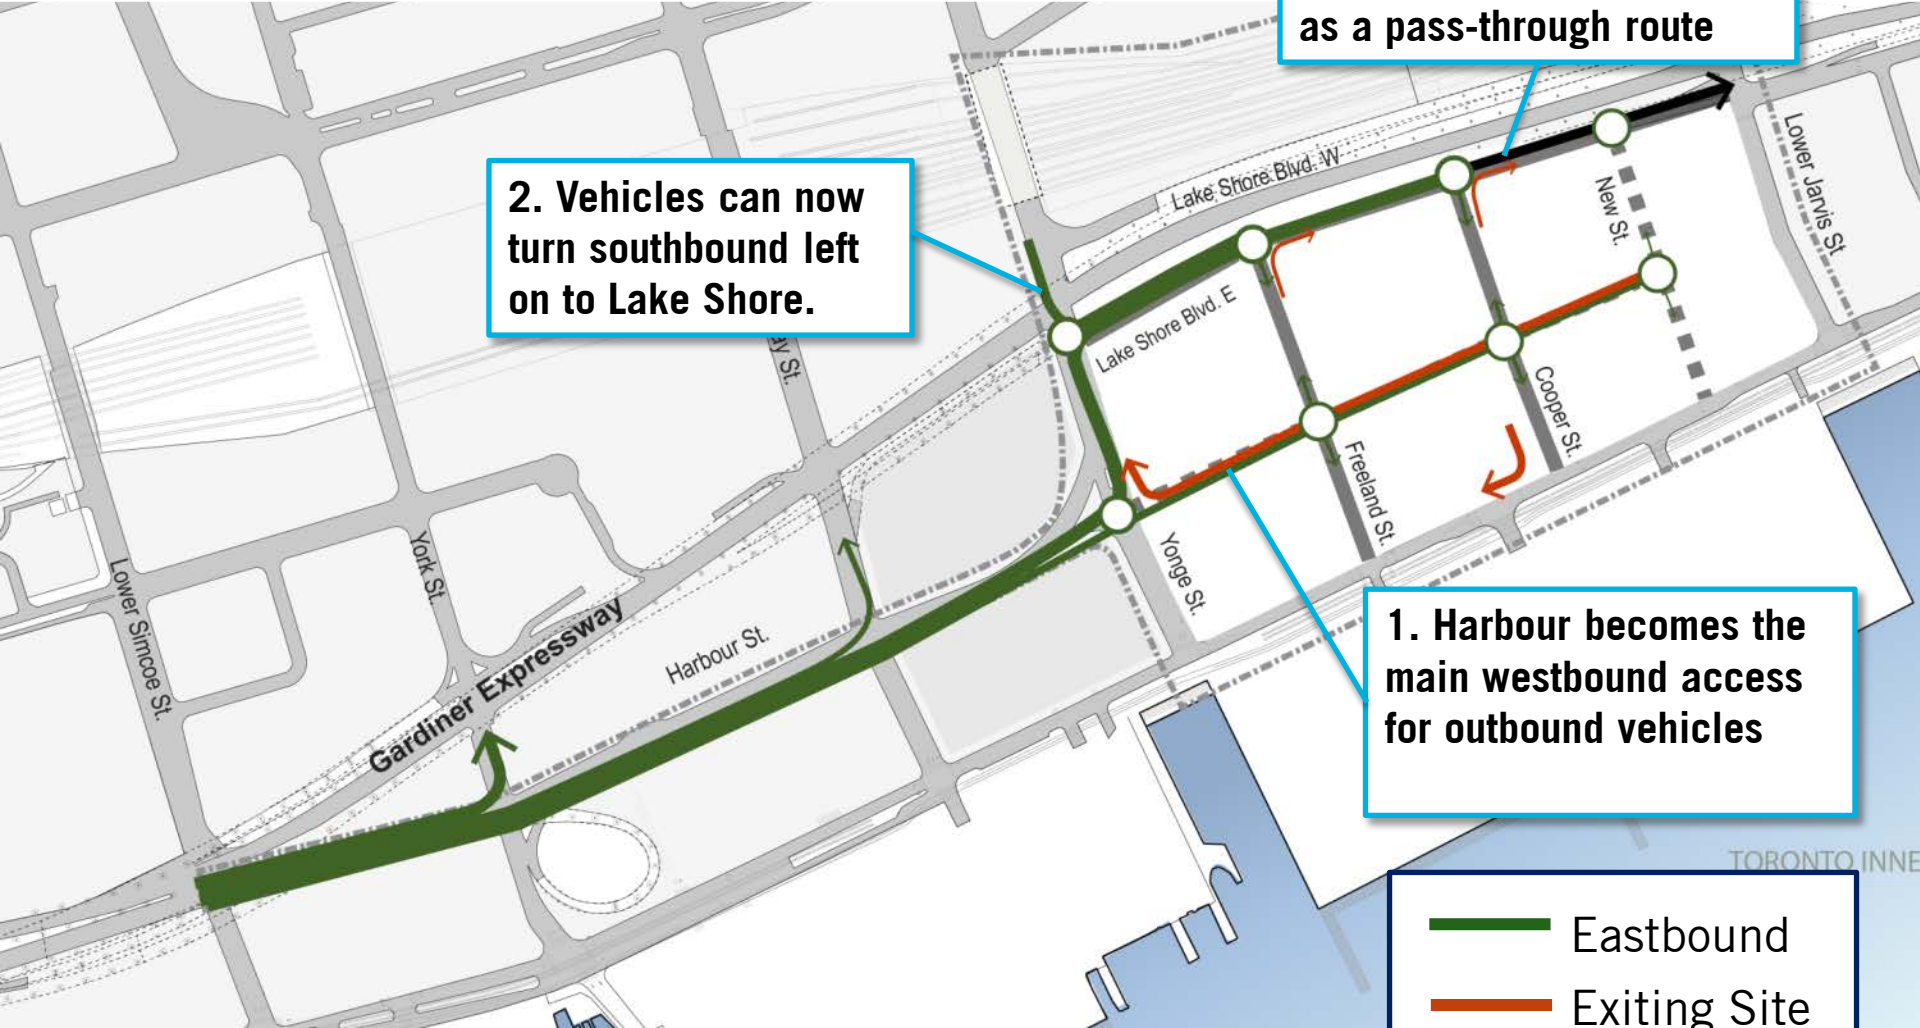 as a pass-through route
2. Vehicles can now
turn southbound left
on to Lake Shore.
Lake Shore Blvd. W
Lower Jarvis St
New St.
Lake Shore Blvd. E
ay St.
Cooper St.
Freeland St.
Yonge St.
York St.
Lower Simcoe St.
Harbour St.
Gardiner Expressway
1. Harbour becomes the
main westbound access
for outbound vehicles
TORONTO INNE
Eastbound
Exiting Site